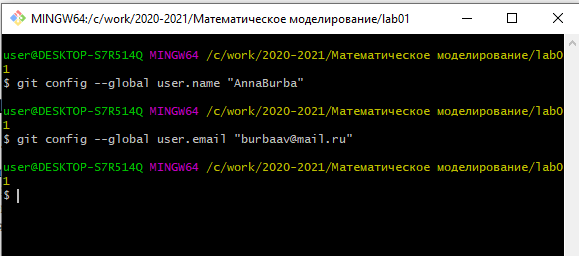 MINGW64:/c/work/2020-2021/Математическое моделирование/lab01
user@DESKTOP-S7R514Q MINGW64 /c/work/2020-2021/Математическое моделирование/lab0
1
$ git config --global user.name "AnnaBurba"
user@DESKTOP-S7R514Q MINGW64 /c/work/2020-2021/Математическое моделирование/lab0
1
$ git config --global user.email "burbaav@mail.ru"
user@DESKTOP-S7R514Q MINGW64 /c/work/2020-2021/Математическое моделирование/lab0
1
$